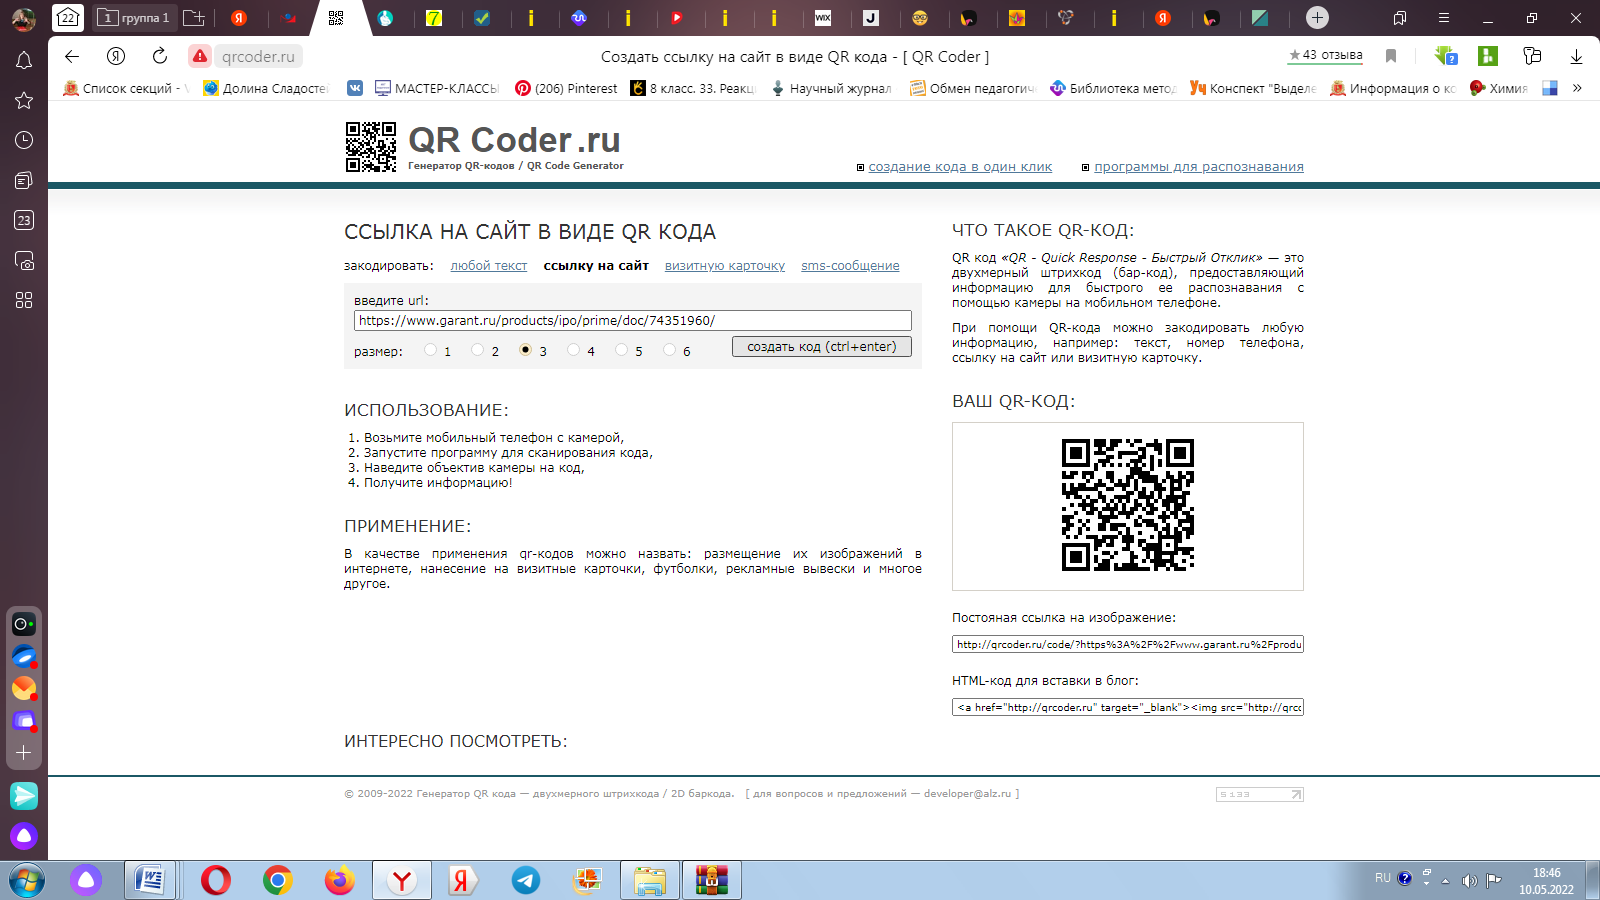 22
1 группа 1
7
WIX
J
qrcoder.ru
Создать ссылку на сайт в виде QR кода - [ QR Coder ]
43 отзыва
Список секций -
Долина Сладостей
МАСТЕР-КЛАССЫ
(206) Pinterest
8 класс. 33. Реакц
Научный журнал
Обмен педагогич
Библиотека метод
Уч Конспект "Выделе
Информация о ко
Химия
23
QR Coder.ru
Генератор QR-кодов / QR Code Generator
создание кода в один клик
программы для распознавания
ССЫЛКА НА САЙТ В ВИДЕ QR КОДА
закодировать: любой текст ссылку на сайт визитную карточку sms-сообщение
введите url:
https://www.garant.ru/products/ipo/prime/doc/74351960/
размер: 1 2 3 4 5 6 создать код (ctrl+enter)
ИСПОЛЬЗОВАНИЕ:
1. Возьмите мобильный телефон с камерой,
2. Запустите программу для сканирования кода,
3. Наведите объектив камеры на код,
4. Получите информацию!
ПРИМЕНЕНИЕ:
В качестве применения qr-кодов можно назвать: размещение их изображений в
интернете, нанесение на визитные карточки, футболки, рекламные вывески и многое
другое.
ЧТО ТАКОЕ QR-КОД:
QR код «QR - Quick Response - Быстрый Отклик» — это
двухмерный штрихкод (бар-код), предоставляющий
информацию для быстрого ее распознавания с
помощью камеры на мобильном телефоне.
При помощи QR-кода можно закодировать любую
информацию, например: текст, номер телефона,
ссылку на сайт или визитную карточку.
ВАШ QR-КОД:
Постояная ссылка на изображение:
http://qrcoder.ru/code/?https%3A%2F%2Fwww.garant.ru%2Fprodu
HTML-код для вставки в блог:
<a href="http://qrcoder.ru" target="_blank"><img src="http://qrco
ИНТЕРЕСНО ПОСМОТРЕТЬ:
© 2009-2022 Генератор QR кода — двухмерного штрихкода / 2D баркода. [ для вопросов и предложений — developer@alz.ru ]
5133
RU
18:46
10.05.2022